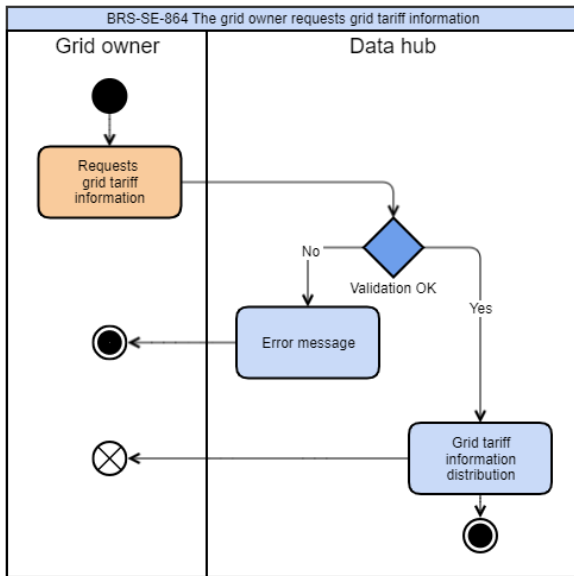 BRS-SE-864 The grid owner requests grid tariff information
Grid owner
Data hub
Requests
grid tariff
information
No
Validation OK
Yes
Error message
Grid tariff
information
distribution